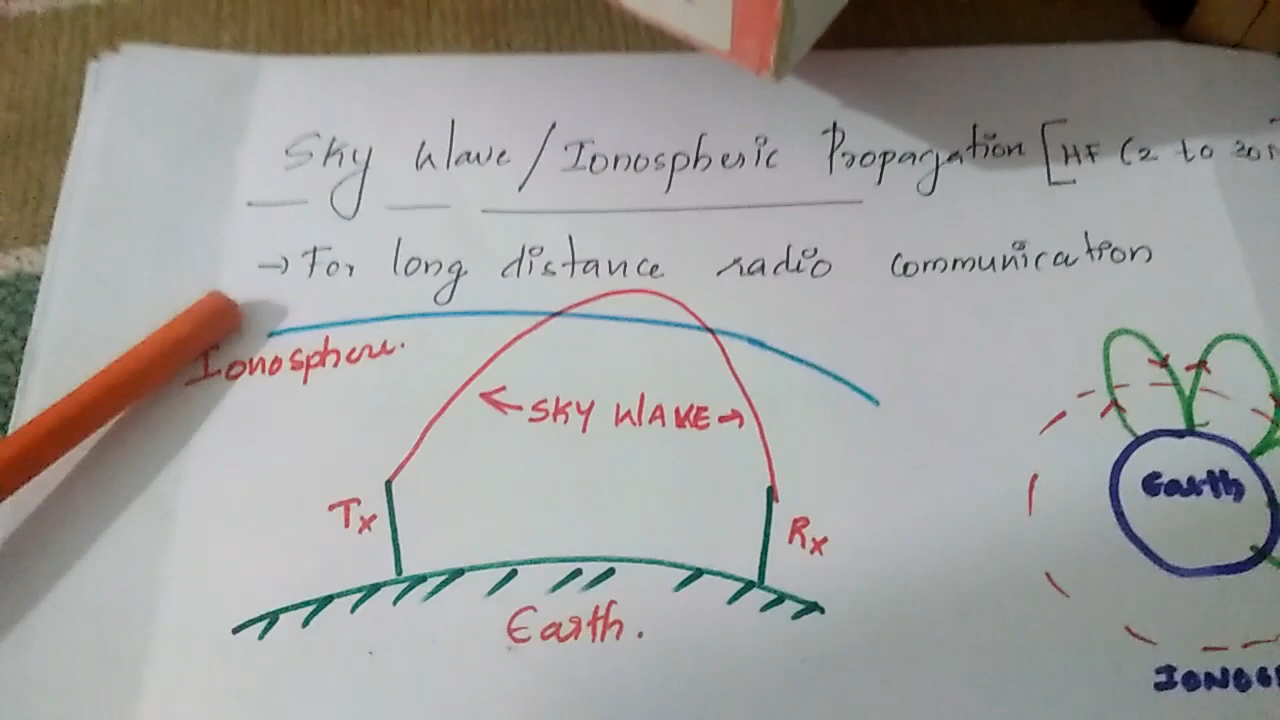 Sky Wave/Ionospheric Propagation [HF (2 to 30
→ For long distance radio communication
Ionosphere.
← SKY WAVE →
Tx
Rx
Earth.
Earth